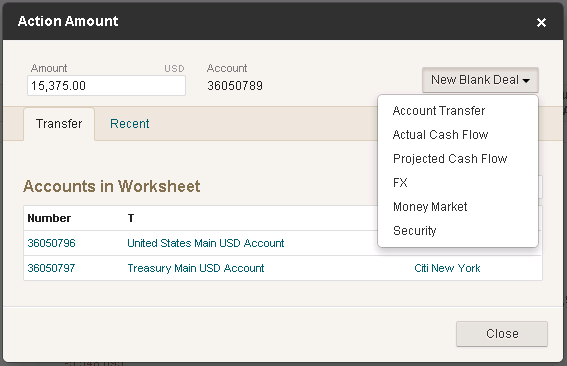 Action Amount ×
Amount USD Account
15,375.00 36050789 New Blank Deal
Account Transfer
Transfer Recent Actual Cash Flow
Projected Cash Flow
FX
Accounts in Worksheet
Money Market
Number T
Security
36050796 United States Main USD Account
36050797 Treasury Main USD Account Citi New York
Close